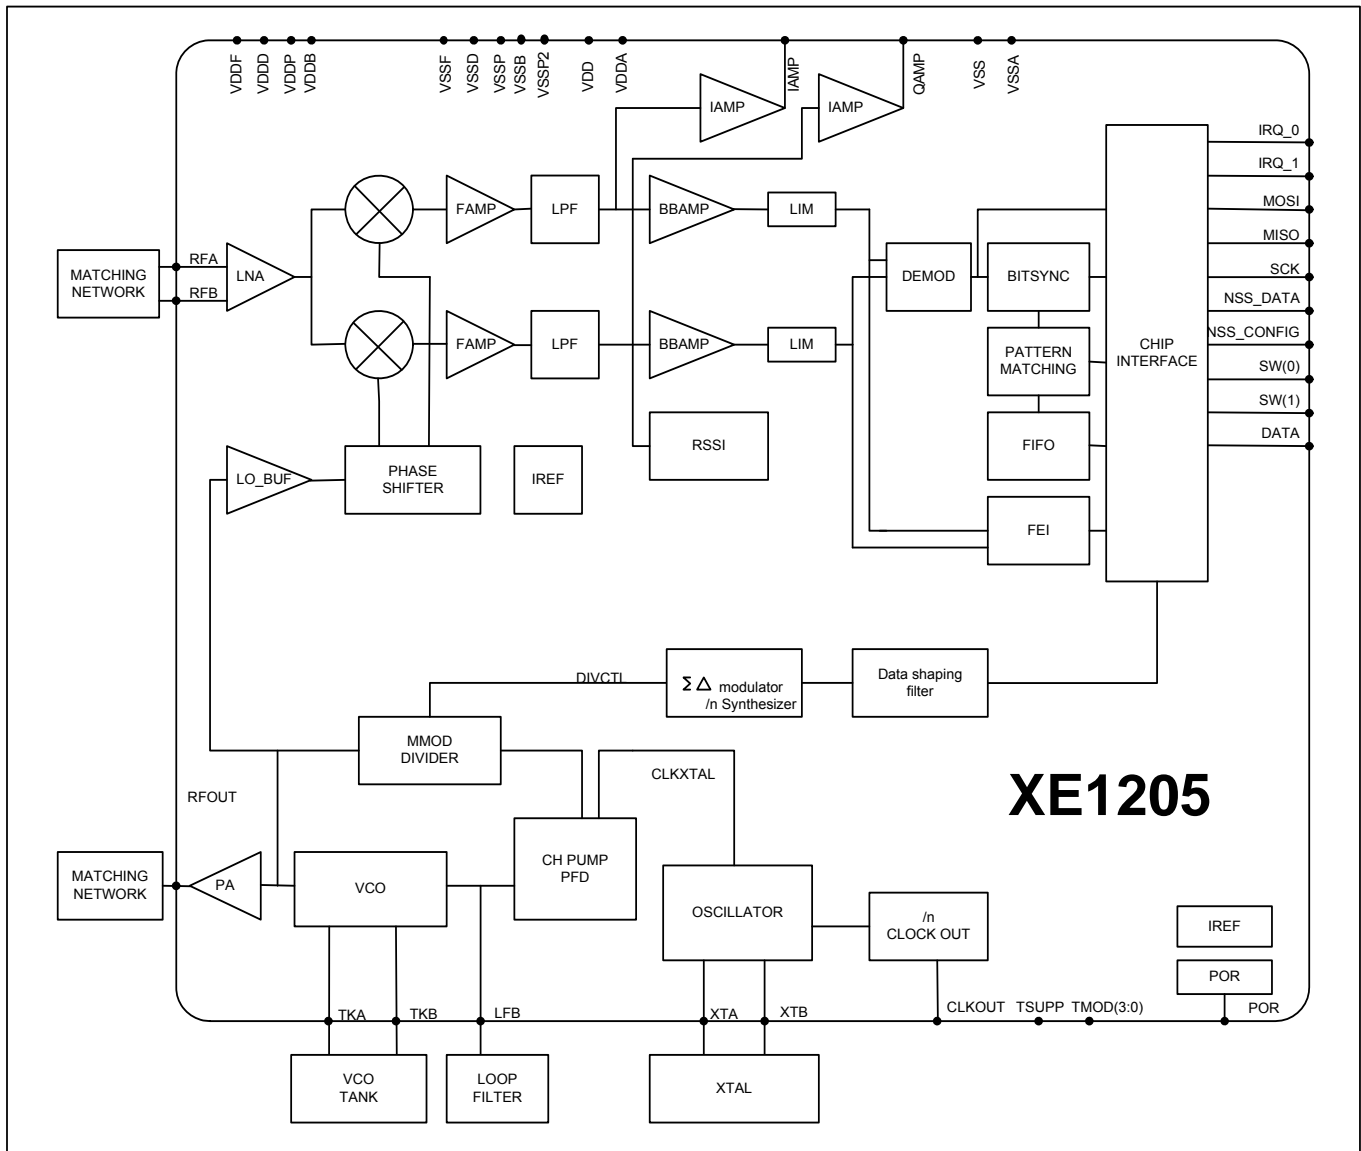 VDDF
VDDD
VDDP
VDDB
VSSF
VSSD
VSSP
VSSB
VSSP2
VDD
VDDA
IAMP
QAMP
VSS
VSSA
IAMP
IAMP
IRQ_0
IRQ_1
MOSI
MISO
SCK
NSS_DATA
NSS_CONFIG
SW(0)
SW(1)
DATA
MATCHING
NETWORK
RFA
RFB
LNA
FAMP
LPF
BBAMP
LIM
DEMOD
BITSYNC
CHIP
INTERFACE
FAMP
LPF
BBAMP
LIM
PATTERN
MATCHING
RSSI
FIFO
LO_BUF
PHASE
SHIFTER
IREF
FEI
DIVCTL
Σ Δ modulator
/n Synthesizer
Data shaping
filter
MMOD
DIVIDER
CLKXTAL
XE1205
RFOUT
MATCHING
NETWORK
PA
VCO
CH PUMP
PFD
OSCILLATOR
/n
CLOCK OUT
IREF
POR
TKA
TKB
LFB
XTA
XTB
CLKOUT
TSUPP
TMOD(3:0)
POR
VCO
TANK
LOOP
FILTER
XTAL